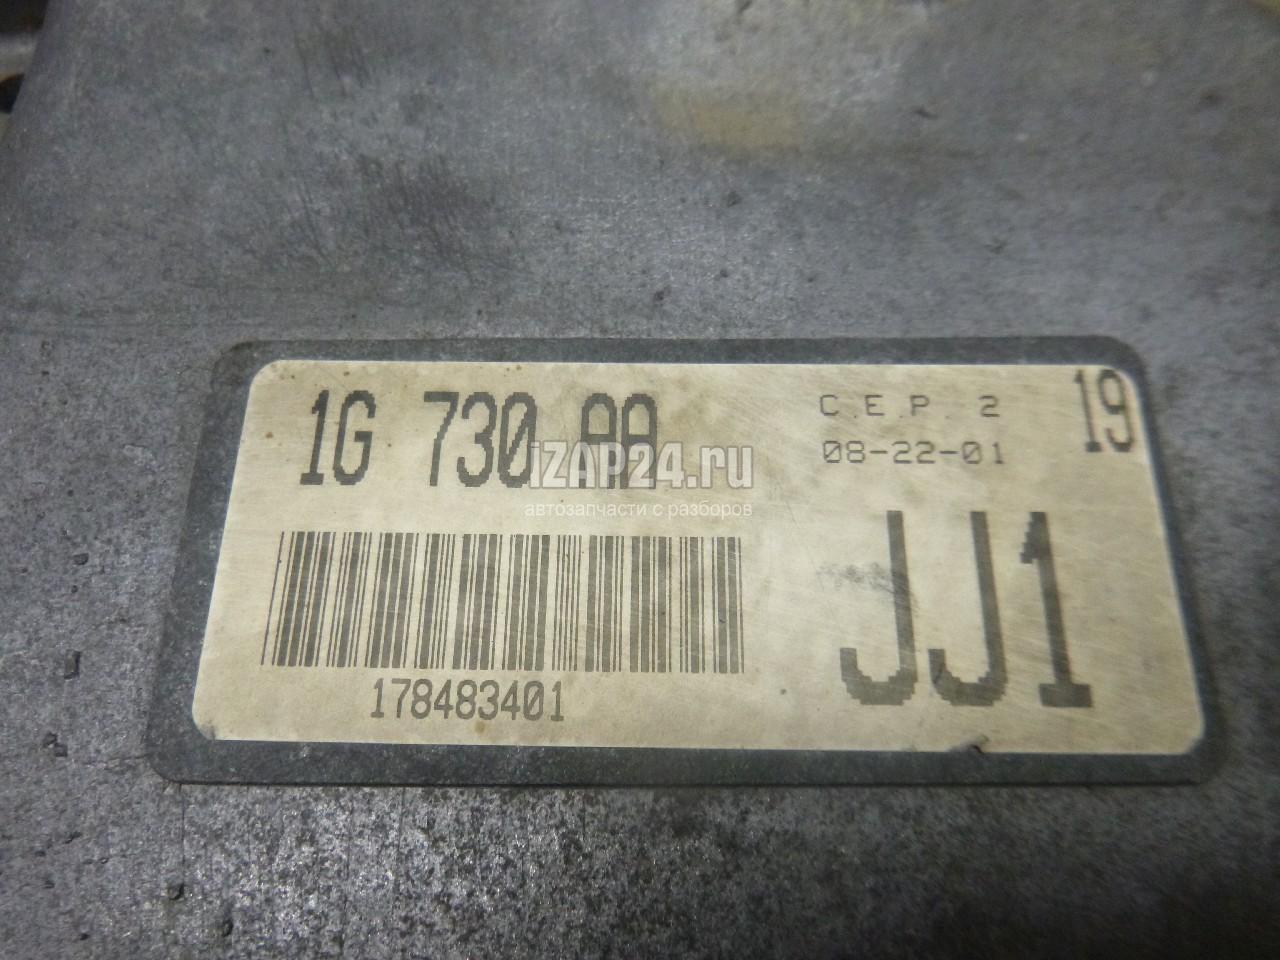 1G 730 AA
C.E.P. 2
19
08-22-01
iZAP24.ru
автозапчасти с разборов
JJ1
178483401